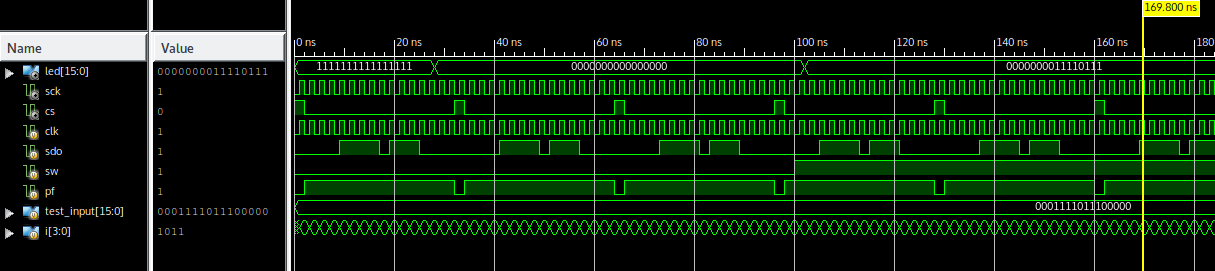 169.800 ns
Name Value
0 ns 20 ns 40 ns 60 ns 80 ns 100 ns 120 ns 140 ns 160 ns 180
led[15:0] 0000000011110111 1111111111111111 0000000000000000 0000000011110111
sck 1
cs 0
clk 1
sdo 1
sw 1
pf 1
test_input[15:0] 0001111011100000 0001111011100000
i[3:0] 1011